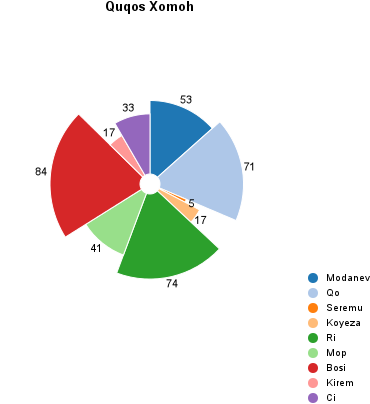 Quqos Xomoh
53
33
17
71
84
5
17
41
74
Modanev
Qo
Seremu
Koyeza
Ri
Mop
Bosi
Kirem
Ci